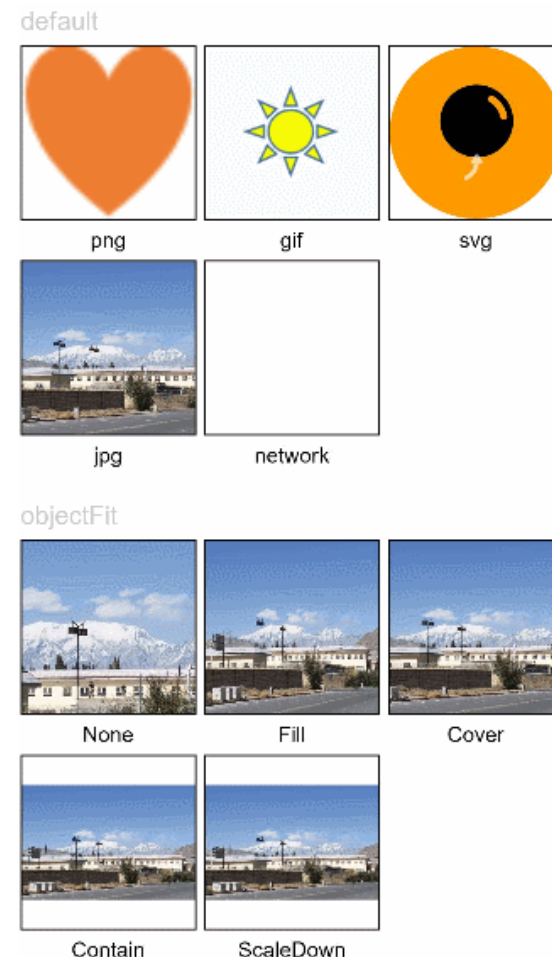 default
png gif svg
jpg network
objectFit
None Fill Cover
Contain ScaleDown